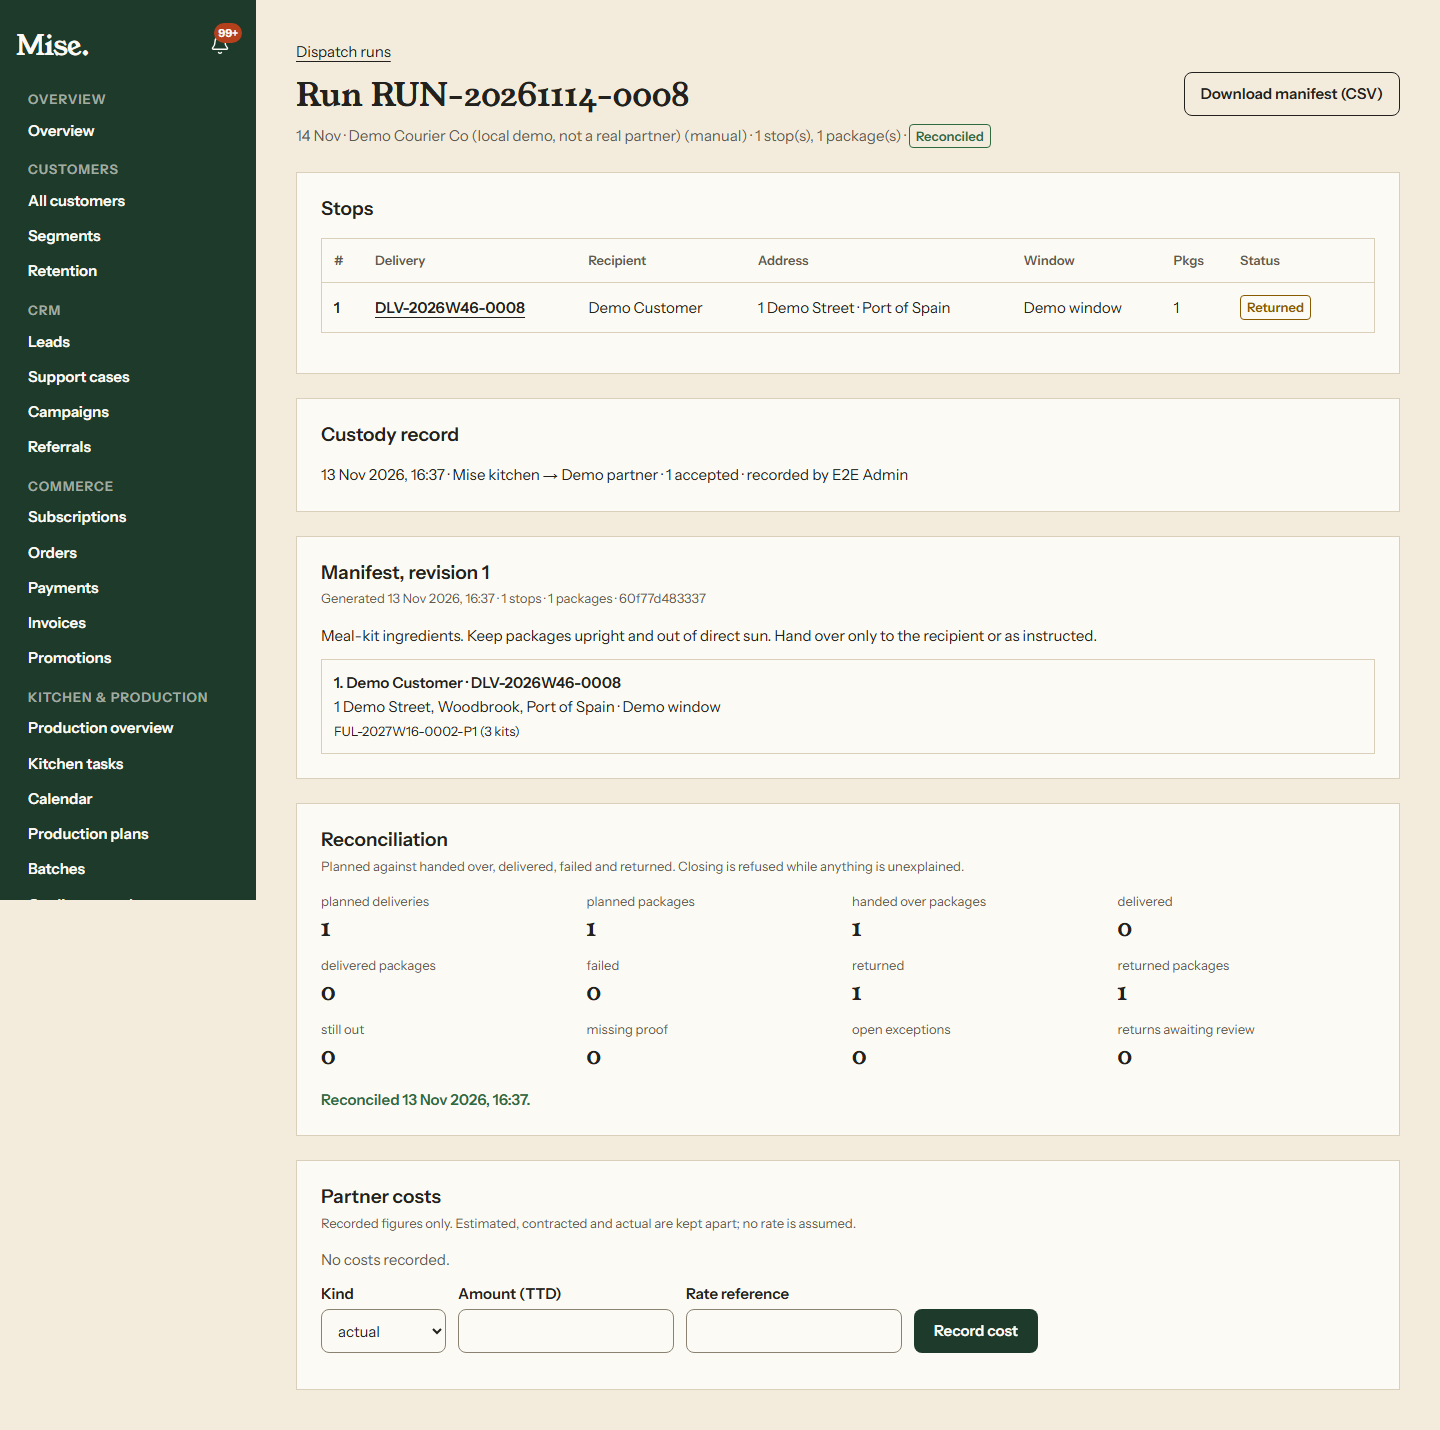 Mise.
99+
OVERVIEW
Overview
CUSTOMERS
All customers
Segments
Retention
CRM
Leads
Support cases
Campaigns
Referrals
COMMERCE
Subscriptions
Orders
Payments
Invoices
Promotions
KITCHEN & PRODUCTION
Production overview
Kitchen tasks
Calendar
Production plans
Batches
Dispatch runs
Run RUN-20261114-0008
Download manifest (CSV)
14 Nov · Demo Courier Co (local demo, not a real partner) (manual) · 1 stop(s), 1 package(s) · Reconciled
Stops
# Delivery Recipient Address Window Pkgs Status
1 DLV-2026W46-0008 Demo Customer 1 Demo Street · Port of Spain Demo window 1 Returned
Custody record
13 Nov 2026, 16:37 · Mise kitchen → Demo partner · 1 accepted · recorded by E2E Admin
Manifest, revision 1
Generated 13 Nov 2026, 16:37 · 1 stops · 1 packages · 60f77d483337
Meal-kit ingredients. Keep packages upright and out of direct sun. Hand over only to the recipient or as instructed.
1. Demo Customer · DLV-2026W46-0008
1 Demo Street, Woodbrook, Port of Spain · Demo window
FUL-2027W16-0002-P1 (3 kits)
Reconciliation
Planned against handed over, delivered, failed and returned. Closing is refused while anything is unexplained.
planned deliveries planned packages handed over packages delivered
1 1 1 0
delivered packages failed returned returned packages
0 0 1 1
still out missing proof open exceptions returns awaiting review
0 0 0 0
Reconciled 13 Nov 2026, 16:37.
Partner costs
Recorded figures only. Estimated, contracted and actual are kept apart; no rate is assumed.
No costs recorded.
Kind Amount (TTD) Rate reference
actual Record cost